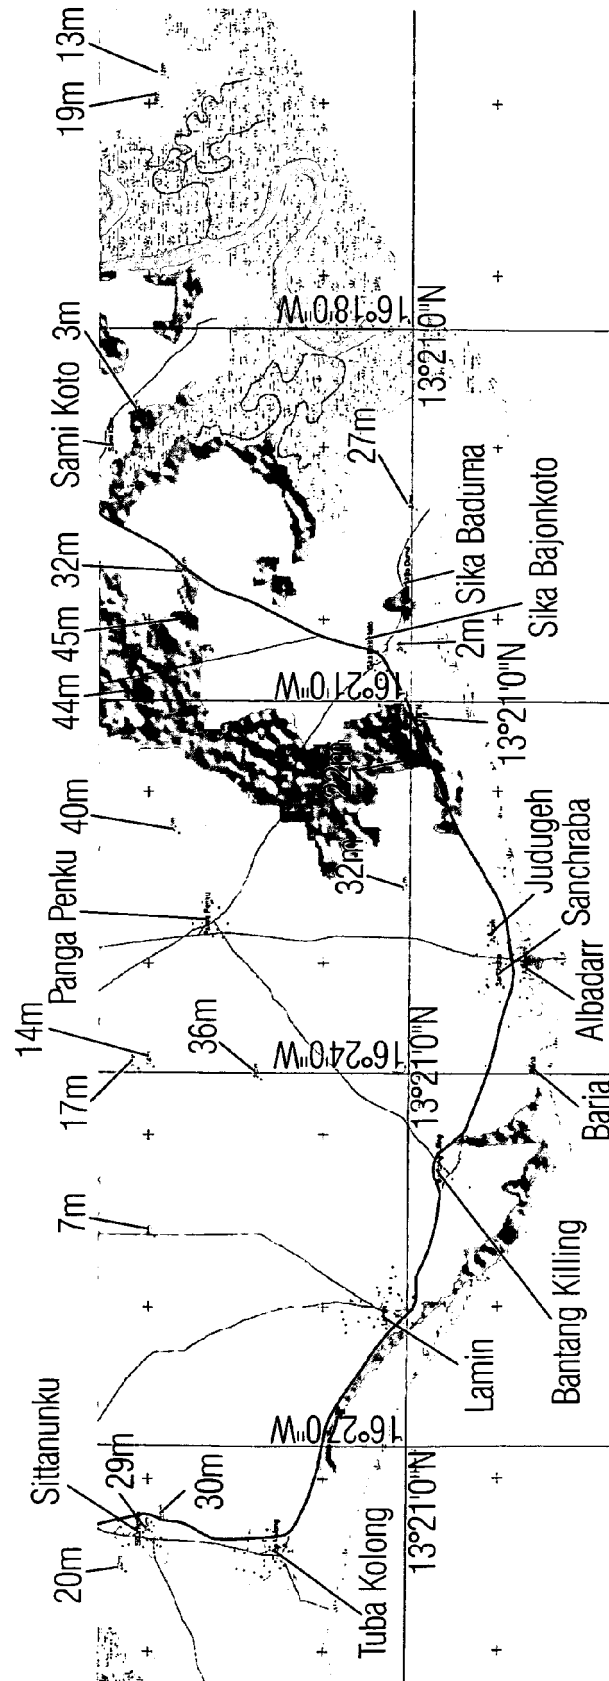 13m
19m
3m
Sami Koto
32m
45m
44m
40m
Panga Penku
14m
17m
36m
7m
Sittanunku
29m
30m
20m
16°18'0"W
13°21'0"N
27m
Sika Baduma
2m
Sika Bajonkoto
16°21'0"W
13°21'0"N
32m
Judugeh
Sanchraba
Albadarr
16°24'0"W
13°21'0"N
Baria
Bantang Killing
Lamin
16°27'0"W
13°21'0"N
Tuba Kolong